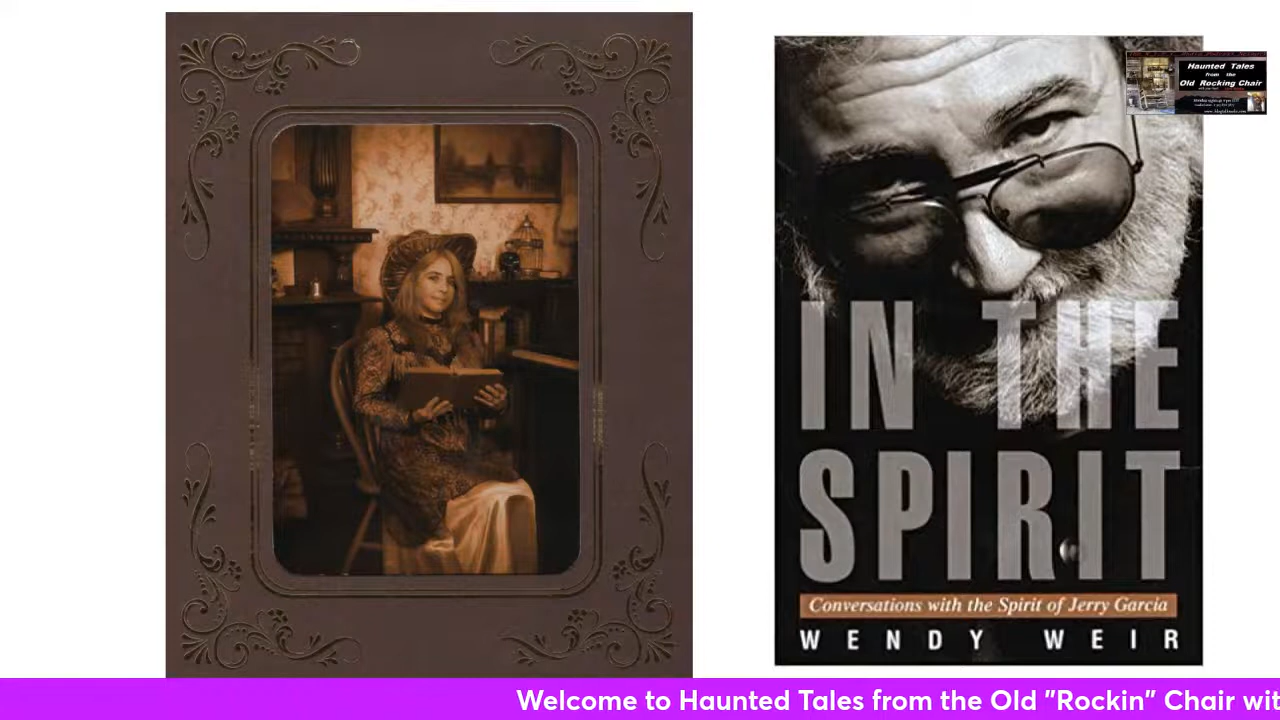 Haunted Tales
from the
Old Rocking Chair
IN THE
SPIRIT
Conversations with the Spirit of Jerry Garcia
WENDY WEIR
Welcome to Haunted Tales from the Old "Rockin" Chair wit